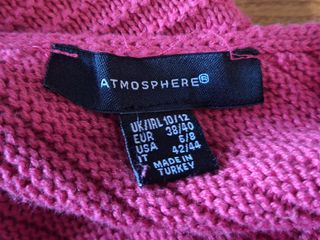 ATMOSPHERE®
UK/IRL 10/12
EUR 38/40
USA 6/8
IT 42/44
MADE IN
TURKEY